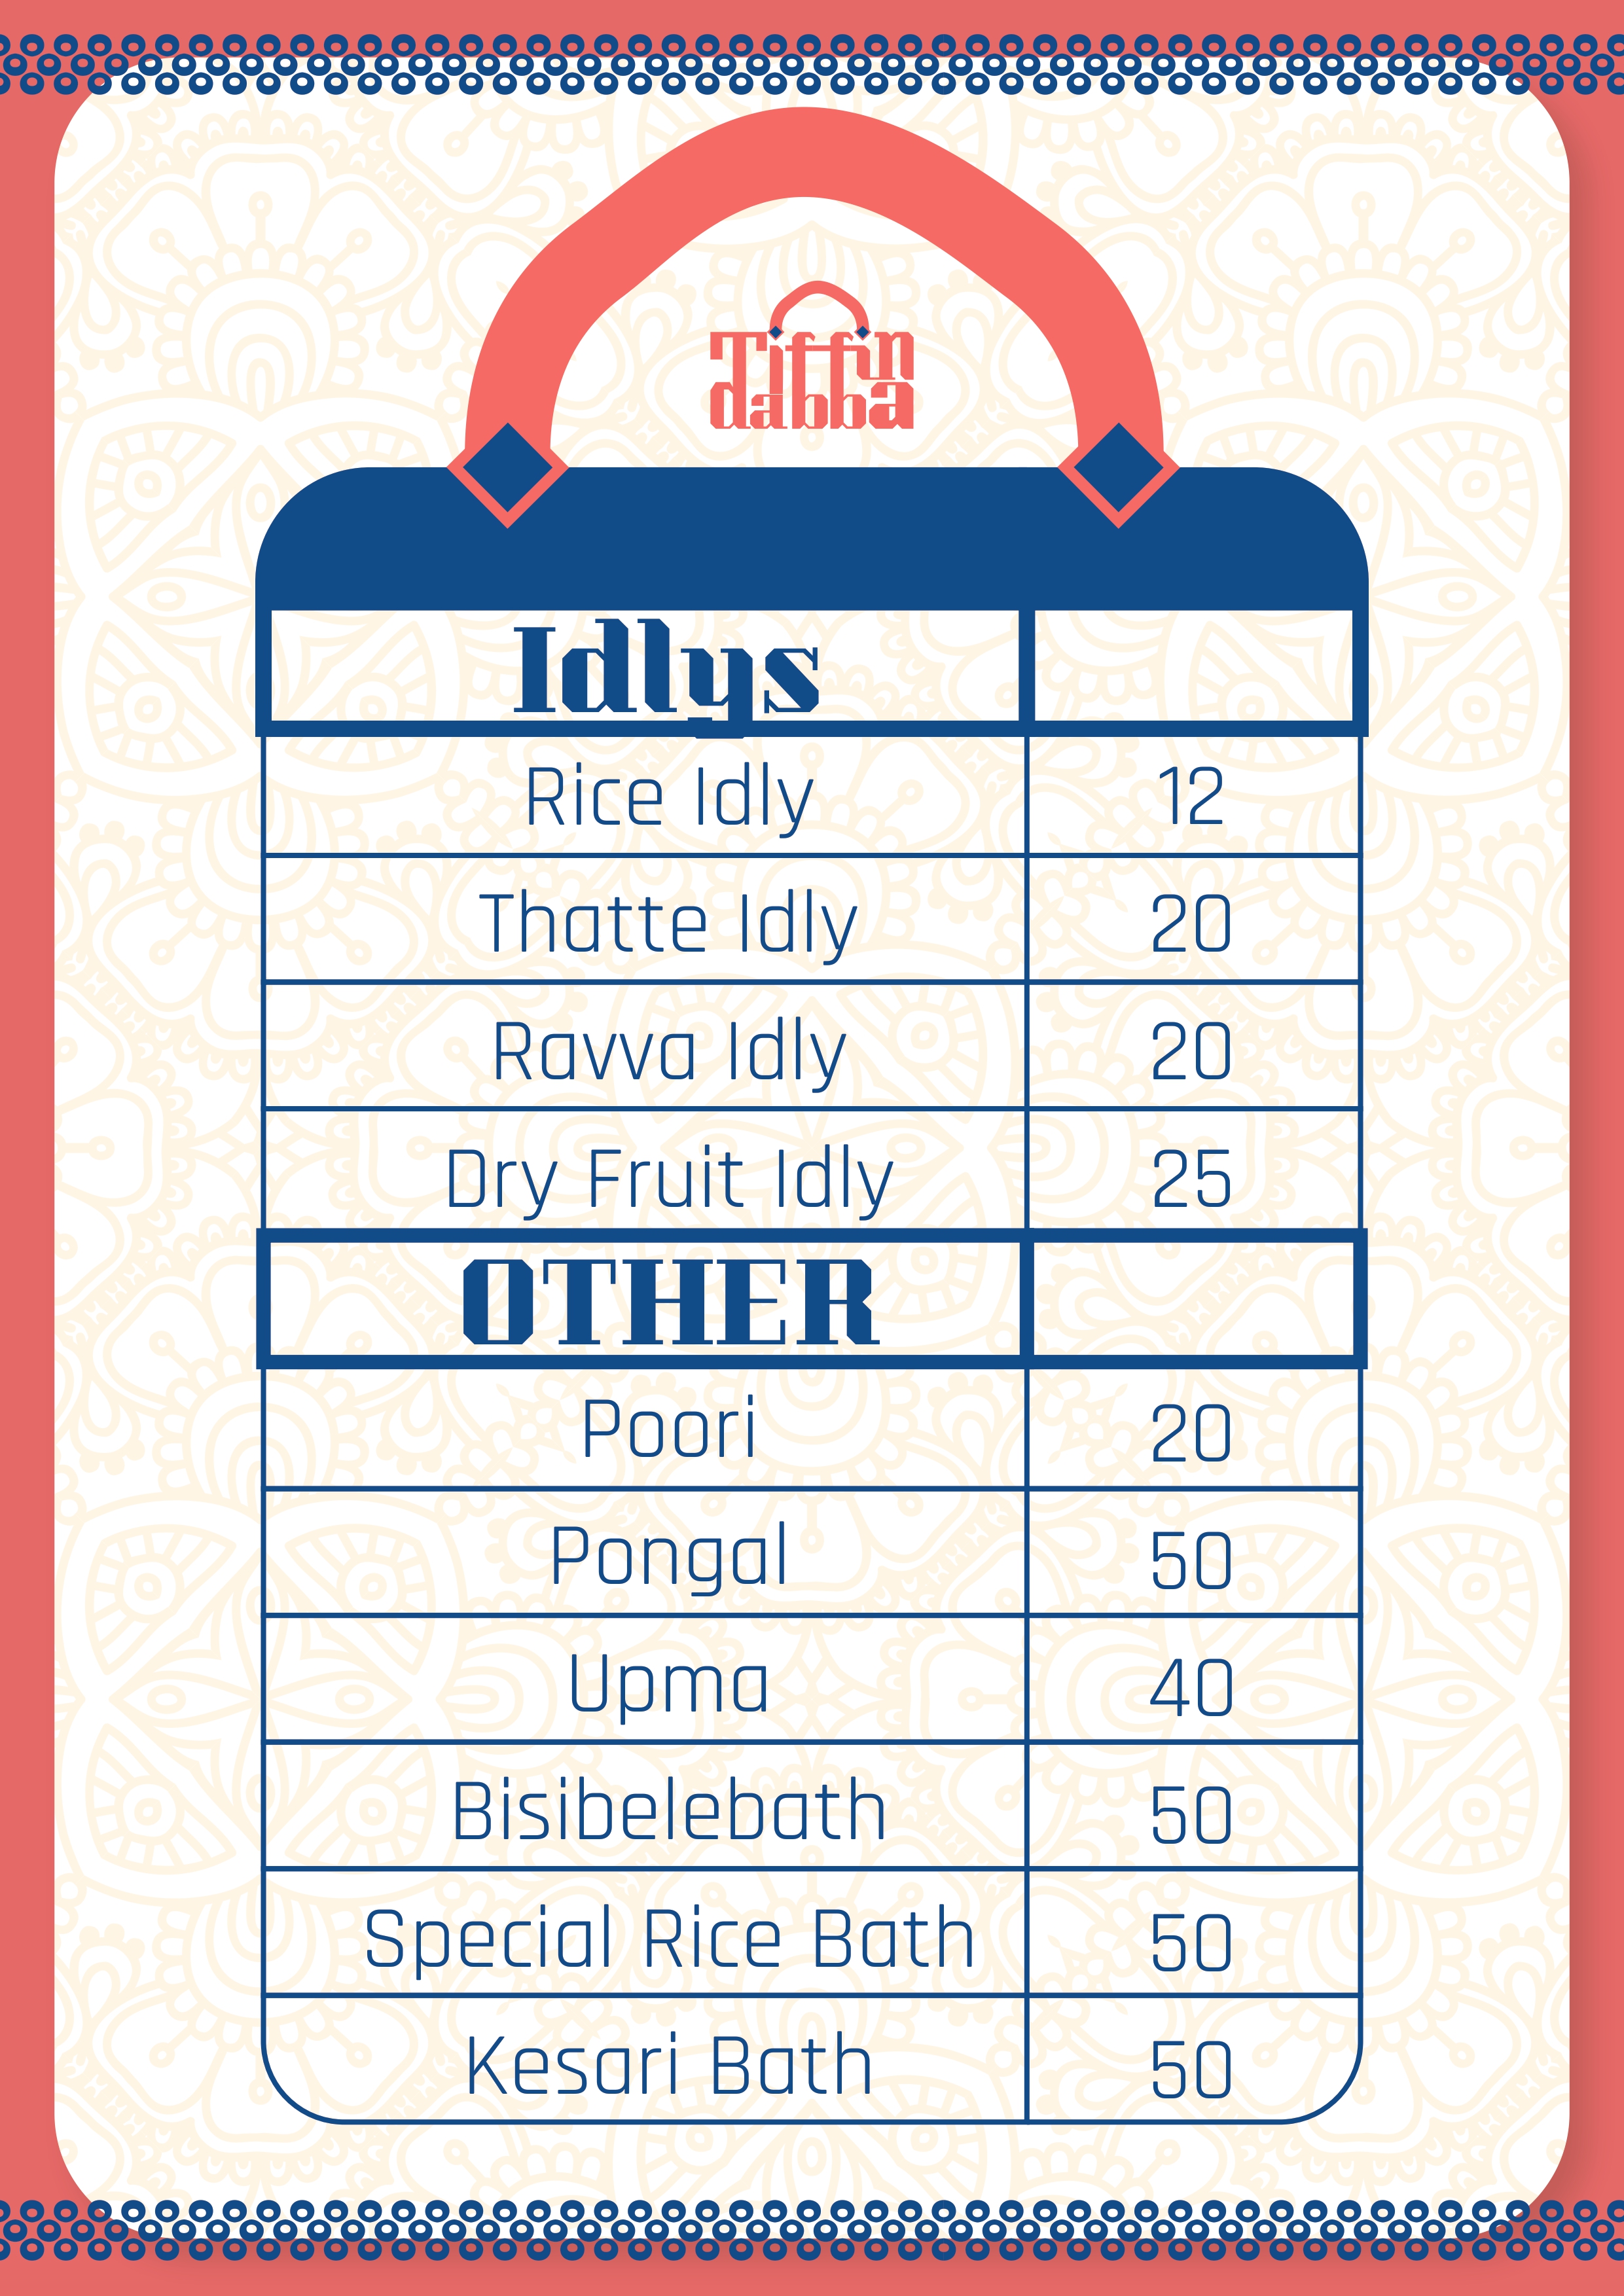 Tiffin
dabba
Idlys
Rice Idly 12
Thatte Idly 20
Ravva Idly 20
Dry Fruit Idly 25
OTHER
Poori 20
Pongal 50
Upma 40
Bisibelebath 50
Special Rice Bath 50
Kesari Bath 50